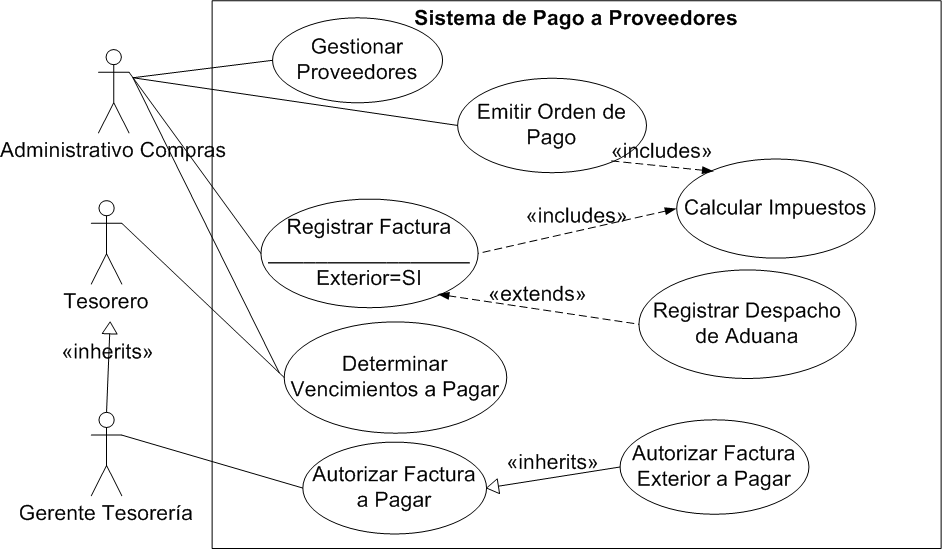 Sistema de Pago a Proveedores
Gestionar
Proveedores
Emitir Orden de
Pago
Administrativo Compras
«includes»
Calcular Impuestos
«includes»
Registrar Factura
Exterior=SI
Tesorero
«extends»
Registrar Despacho
de Aduana
«inherits»
Determinar
Vencimientos a Pagar
Autorizar Factura
a Pagar
«inherits»
Autorizar Factura
Exterior a Pagar
Gerente Tesorería